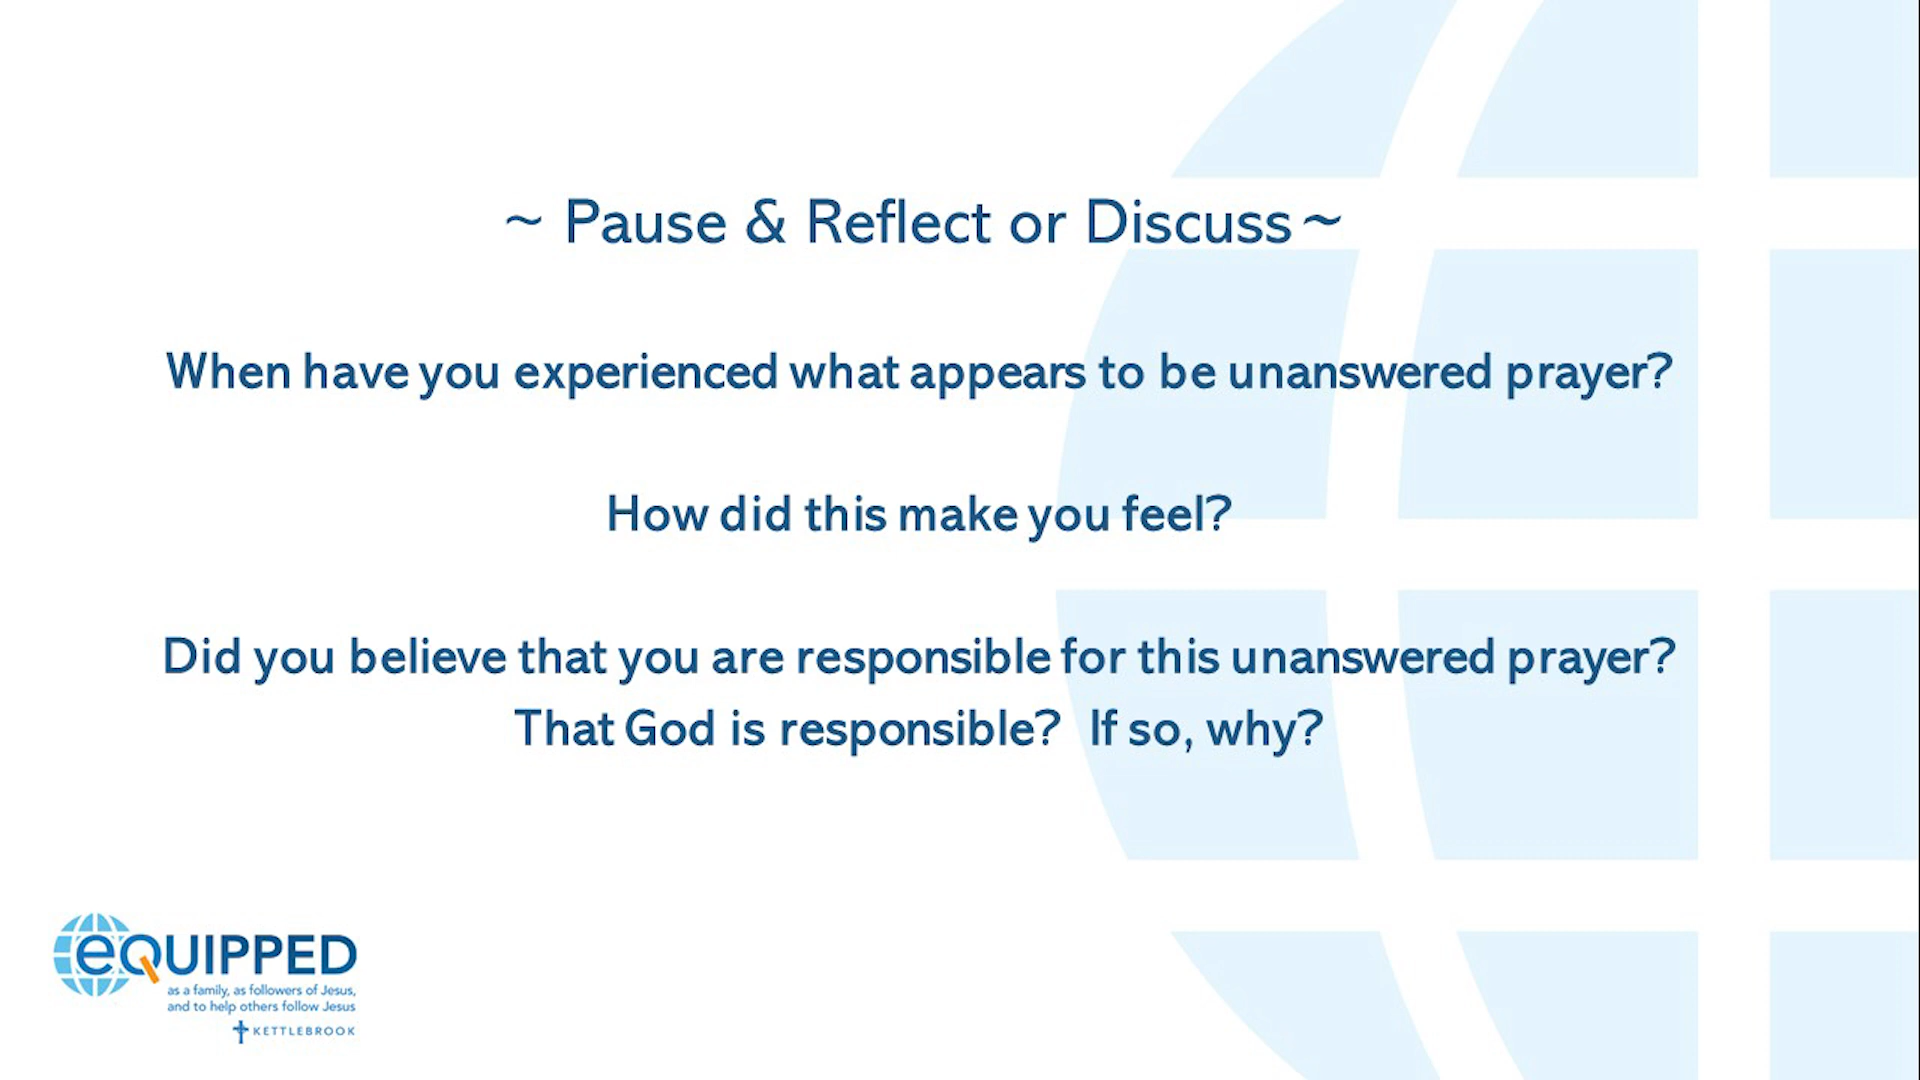 ~ Pause & Reflect or Discuss ~
When have you experienced what appears to be unanswered prayer?
How did this make you feel?
Did you believe that you are responsible for this unanswered prayer?
That God is responsible? If so, why?
eQUIPPED
as a family, as followers of Jesus,
and to help others follow Jesus
KETTLEBROOK